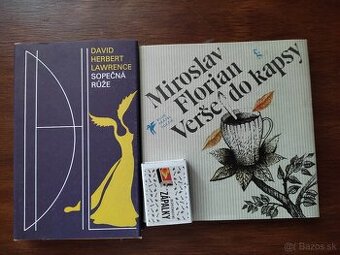 DAVID
HERBERT
LAWRENCE
SOPEČNÁ
RŮŽE
Miroslav
Florian
Verše do kapsy
ZÁPALKY
Bazos.sk